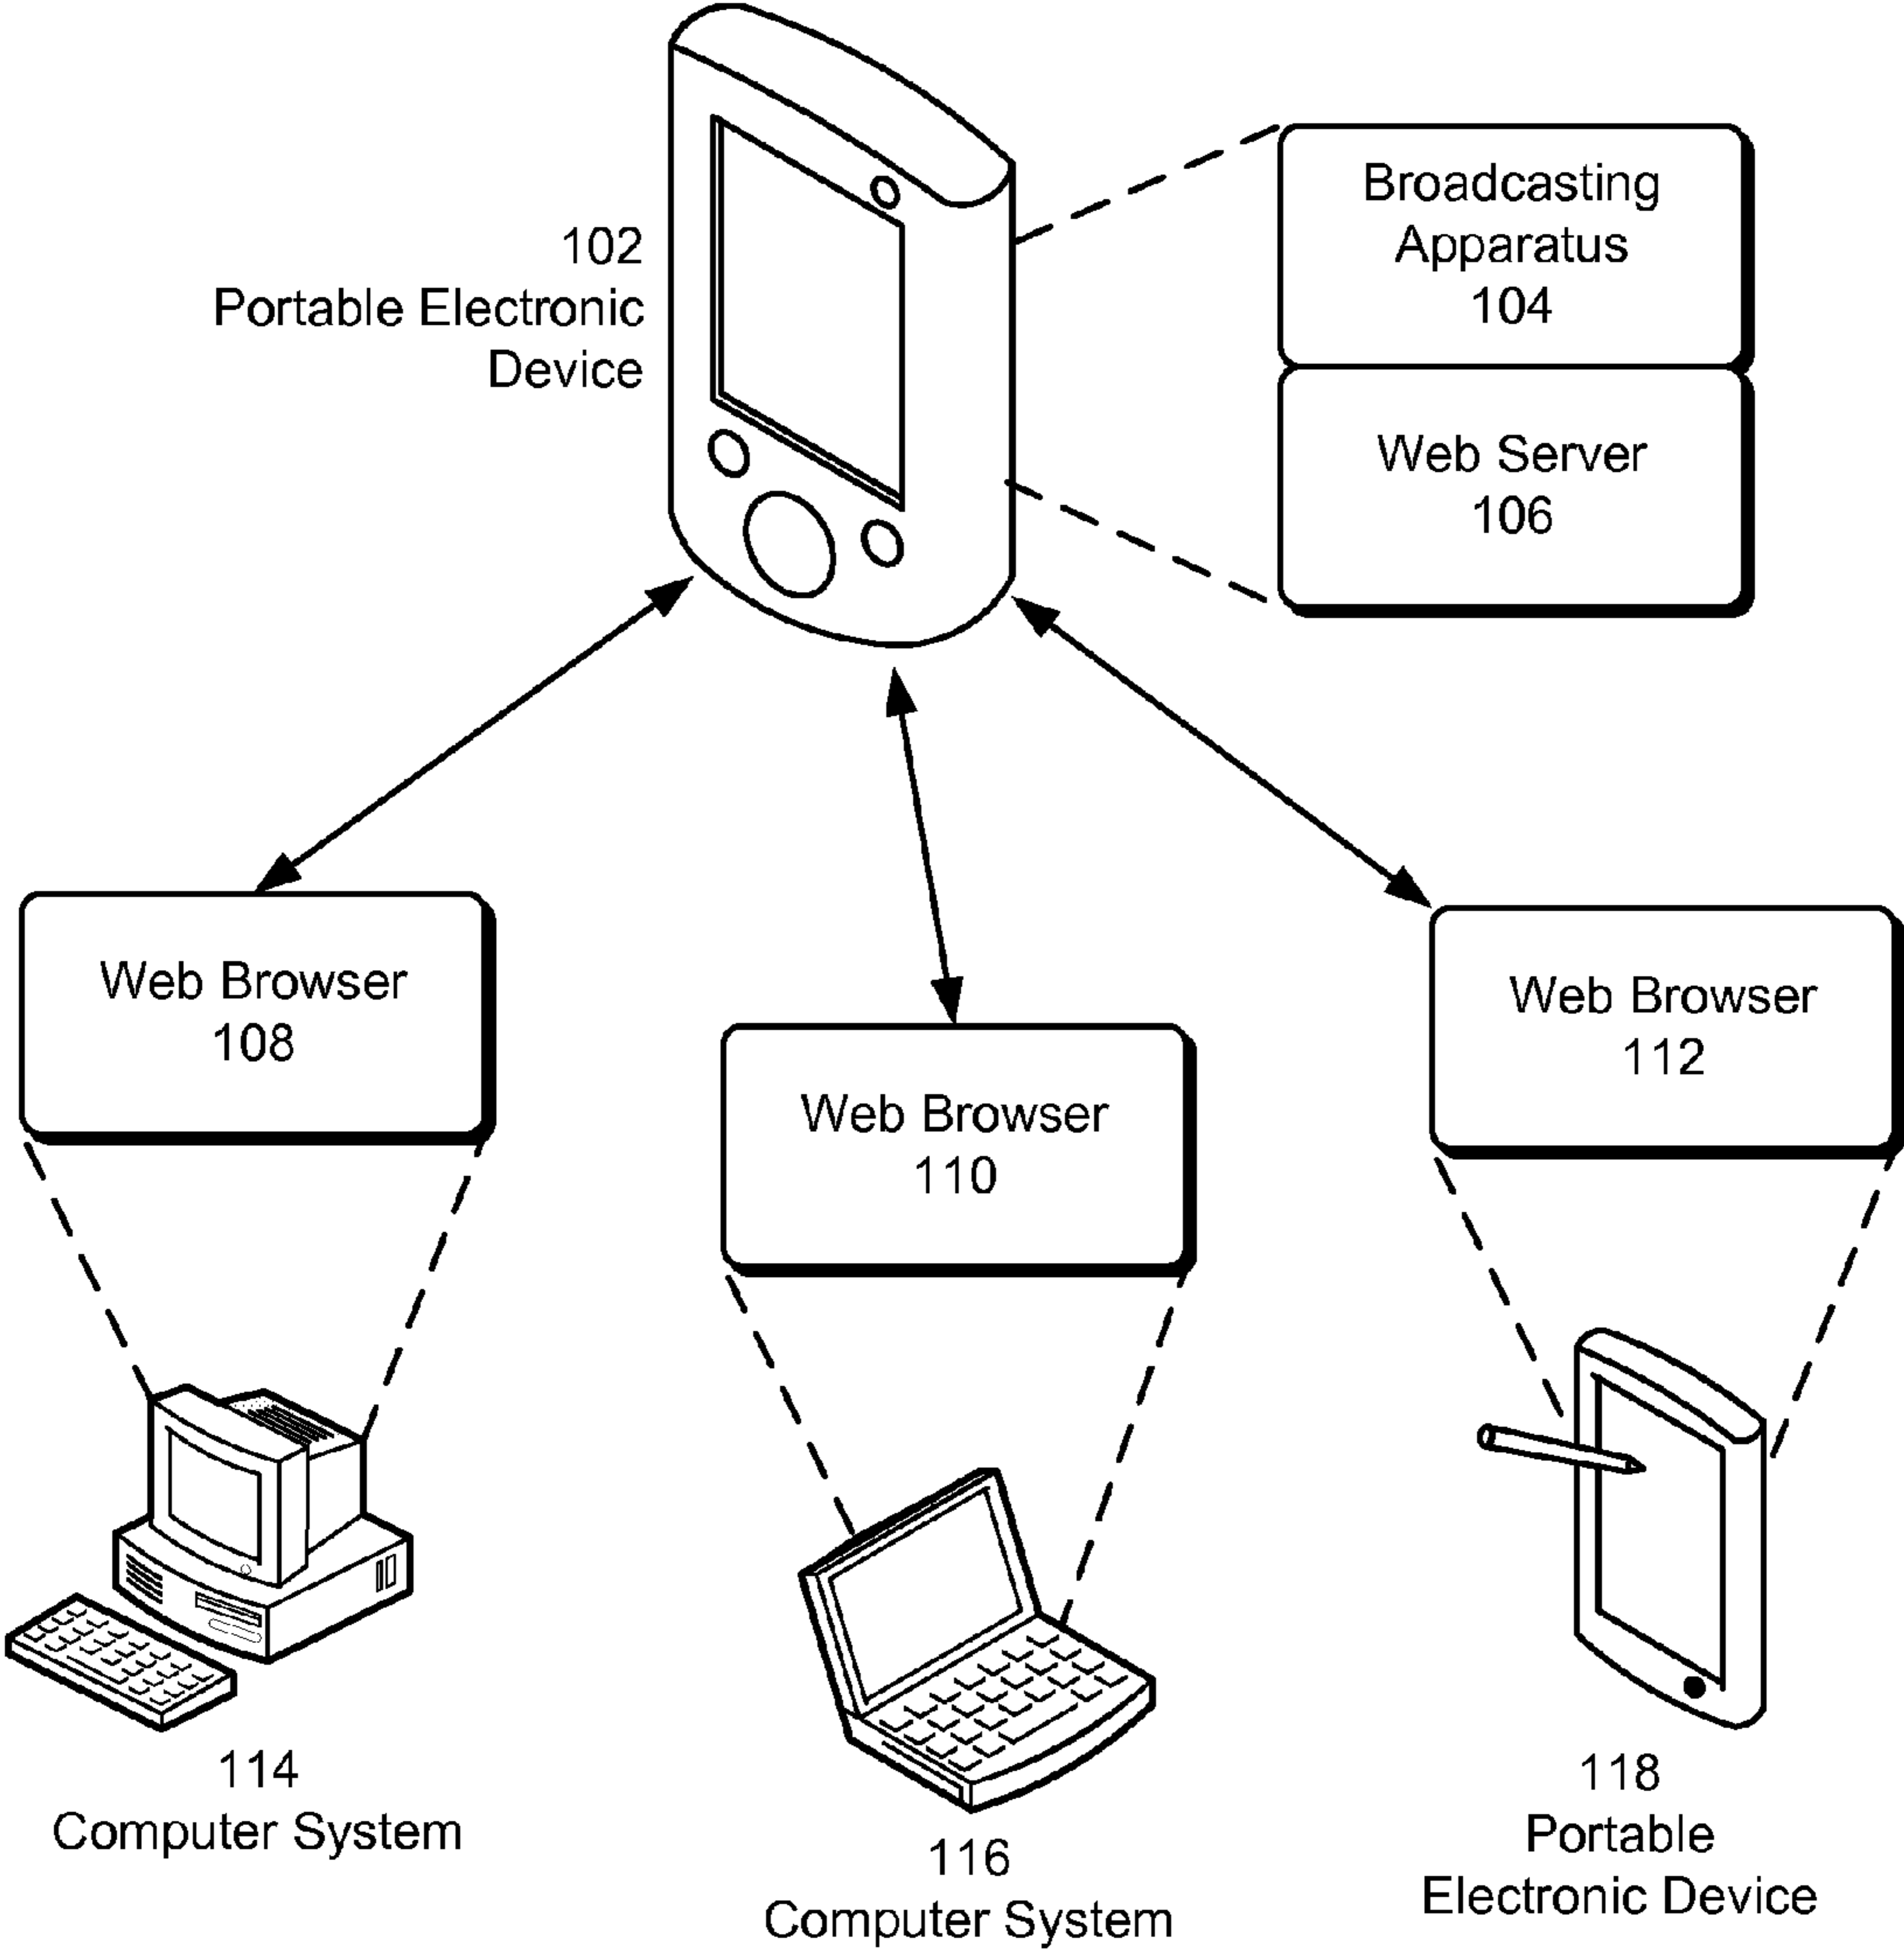 102
Portable Electronic
Device
Broadcasting
Apparatus
104
Web Server
106
Web Browser
108
Web Browser
110
Web Browser
112
114
Computer System
116
Computer System
118
Portable
Electronic Device